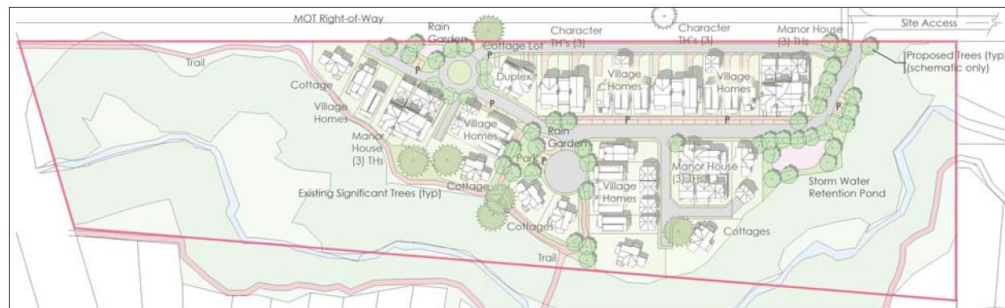 MOT Right-of-Way
Rain
Garden
Character
TH's (3)
Character
TH's (3)
Manor House
(3) THs
Site Access
Cottage Lot
P
P
Proposed Trees (typ)
(schematic only)
Trail
Cottage
Duplex
Village
Homes
Village
Homes
Village
Homes
P
P
P
P
Village
Homes
Manor
House
(3) THs
Rain
Garden
Park
P
Manor House
(3) THs
Storm Water
Retention Pond
Existing Significant Trees (typ)
Cottage
Village
Homes
Cottages
Cottages
Trail